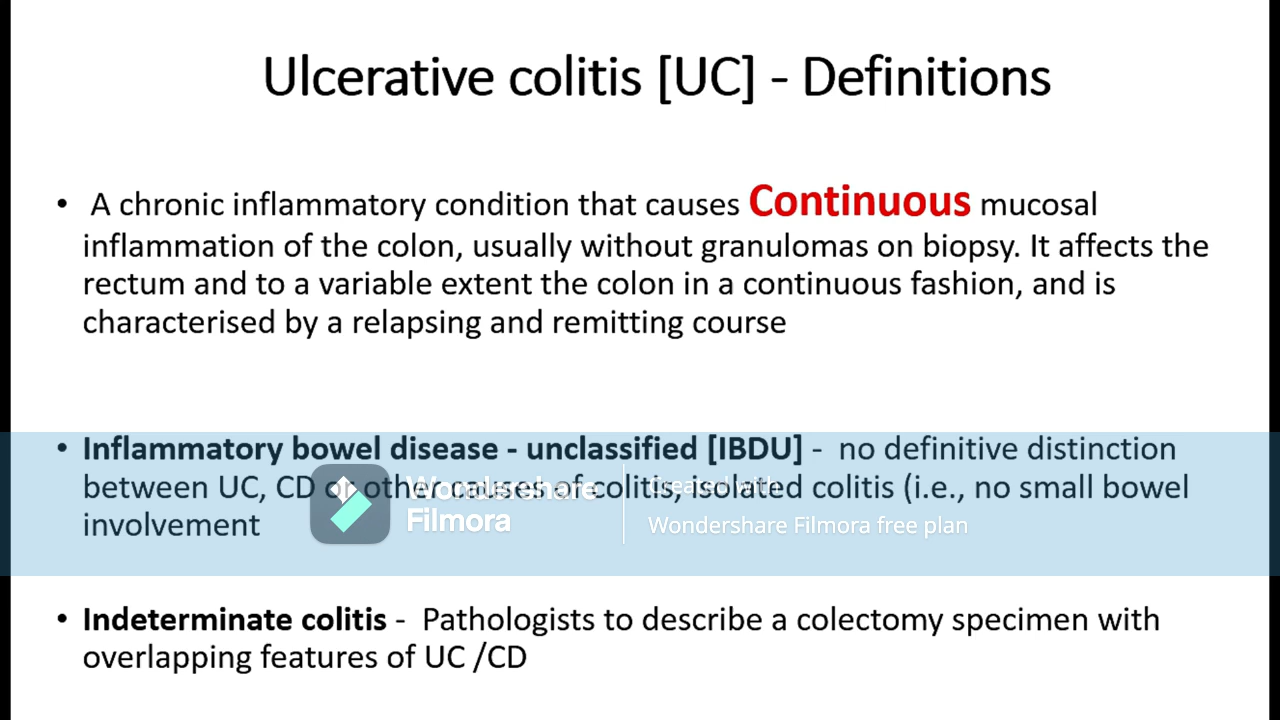 Ulcerative colitis [UC] - Definitions
• A chronic inflammatory condition that causes Continuous mucosal
inflammation of the colon, usually without granulomas on biopsy. It affects the
rectum and to a variable extent the colon in a continuous fashion, and is
characterised by a relapsing and remitting course
• Inflammatory bowel disease - unclassified [IBDU] - no definitive distinction
between UC, CD or other causes of colitis, isolated colitis (i.e., no small bowel
involvement
Wondershare
Filmora
Created with
Wondershare Filmora free plan
• Indeterminate colitis - Pathologists to describe a colectomy specimen with
overlapping features of UC /CD